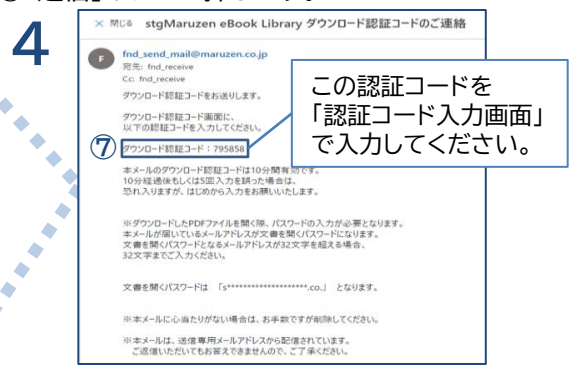 4
× 閉じる stgMaruzen eBook Library ダウンロード認証コードのご連絡
F
fnd_send_mail@maruzen.co.jp
宛先: fnd_receive
Cc: fnd_receive
ダウンロード認証コードをお送りします。
ダウンロード認証コード画面に、
以下の認証コードを入力してください。
⑦
ダウンロード認証コード：795858
この認証コードを
「認証コード入力画面」
で入力してください。
本メールのダウンロード認証コードは10分間有効です。
10分経過後もしくは5回入力を誤った場合は、
恐れ入りますが、はじめから入力をお願いいたします。
※ダウンロードしたPDFファイルを開く際、パスワードの入力が必要となります。
本メールが届いているメールアドレスが文書を開くパスワードになります。
文書を開くパスワードとなるメールアドレスが32文字を超える場合、
32文字までご入力ください。
文書を開くパスワードは 「s********************.co.」 となります。
※本メールに心当たりがない場合は、お手数ですが削除してください。
※本メールは、送信専用メールアドレスから配信されています。
ご返信いただいてもお答えできませんので、ご了承ください。